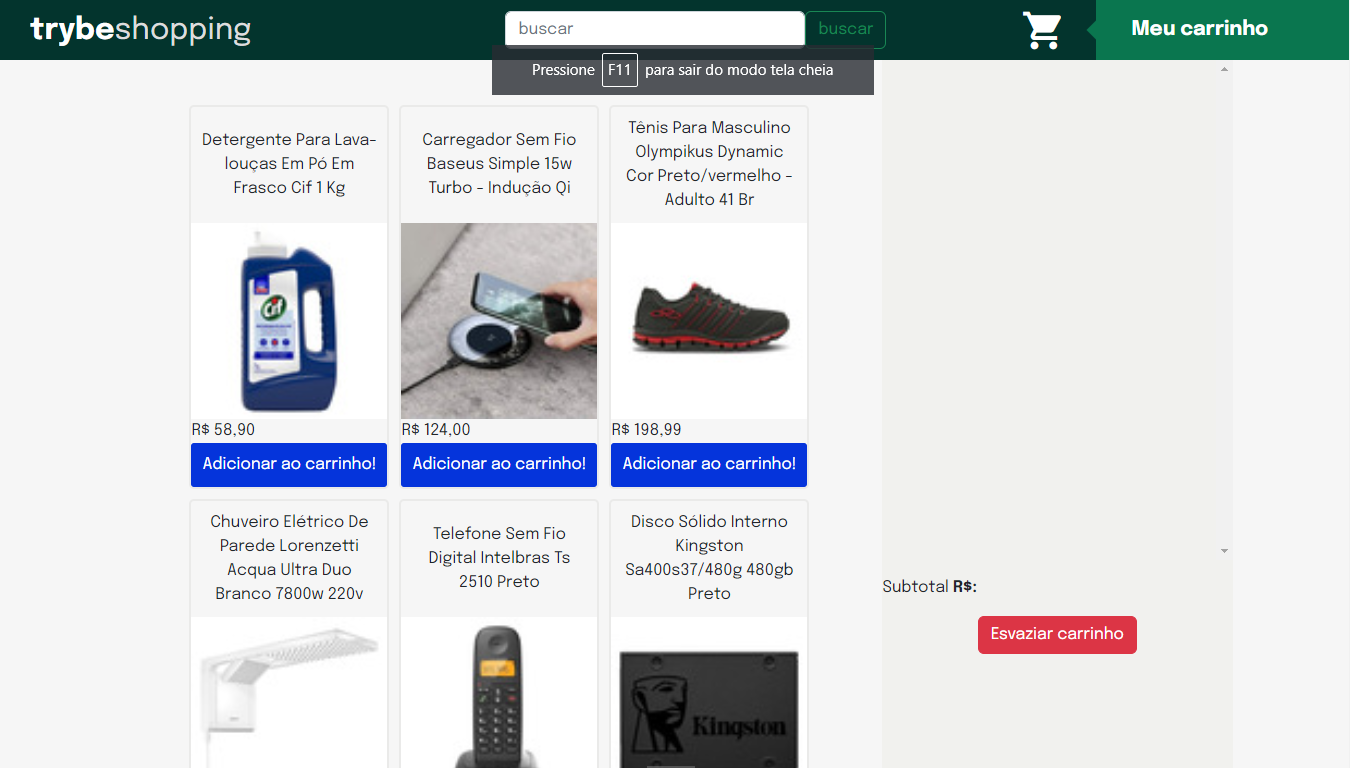 trybeshopping
buscar
buscar
Meu carrinho
Pressione F11 para sair do modo tela cheia
Detergente Para Lava-
louças Em Pó Em
Frasco Cif 1 Kg
Cif
R$ 58,90
Adicionar ao carrinho!
Carregador Sem Fio
Baseus Simple 15w
Turbo - Indução Qi
R$ 124,00
Adicionar ao carrinho!
Tênis Para Masculino
Olympikus Dynamic
Cor Preto/vermelho -
Adulto 41 Br
R$ 198,99
Adicionar ao carrinho!
Chuveiro Elétrico De
Parede Lorenzetti
Acqua Ultra Duo
Branco 7800w 220v
Telefone Sem Fio
Digital Intelbras Ts
2510 Preto
Disco Sólido Interno
Kingston
Sa400s37/480g 480gb
Preto
Kingston
Subtotal R$:
Esvaziar carrinho